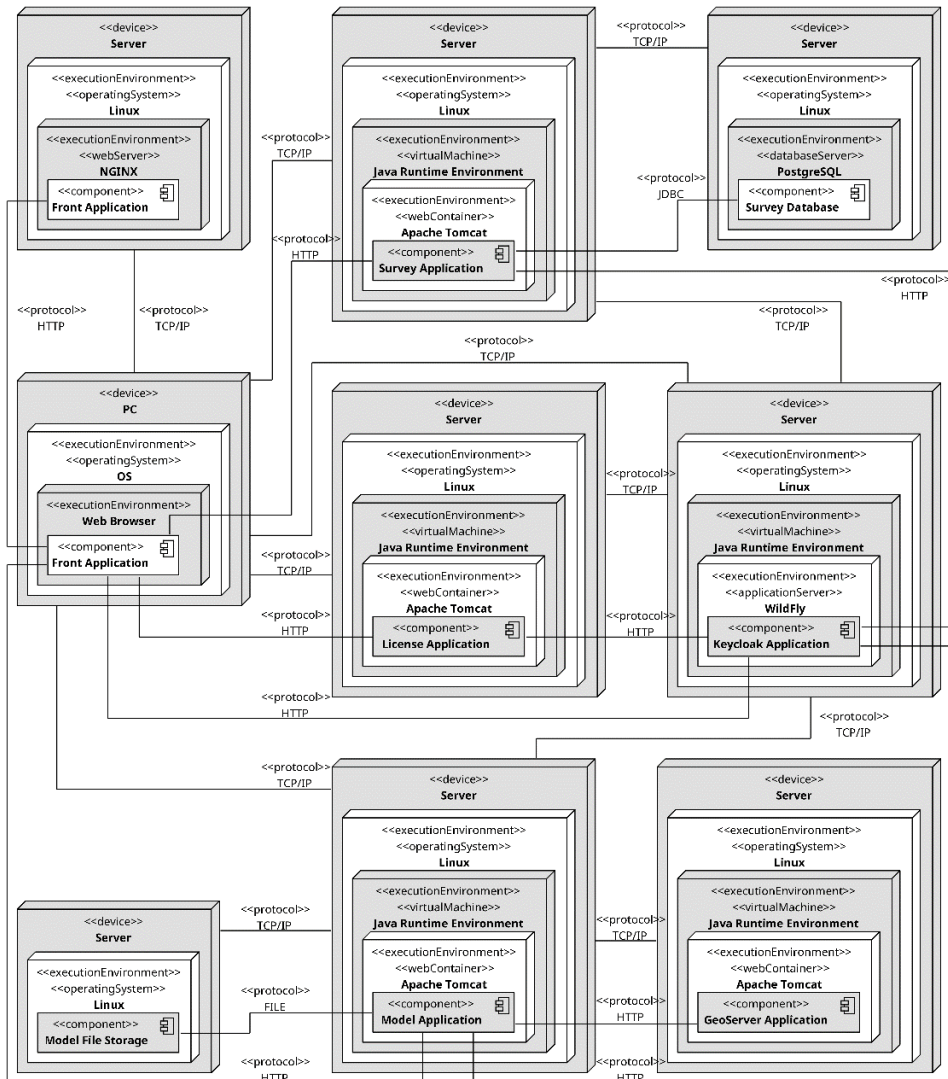 <<device>>
Server
<<executionEnvironment>>
<<operatingSystem>>
Linux
<<executionEnvironment>>
<<webServer>>
NGINX
<<component>>
Front Application
<<protocol>>
TCP/IP
<<protocol>>
HTTP
<<device>>
Server
<<executionEnvironment>>
<<operatingSystem>>
Linux
<<executionEnvironment>>
<<virtualMachine>>
Java Runtime Environment
<<executionEnvironment>>
<<webContainer>>
Apache Tomcat
<<component>>
Survey Application
<<protocol>>
TCP/IP
<<protocol>>
JDBC
<<device>>
Server
<<executionEnvironment>>
<<operatingSystem>>
Linux
<<executionEnvironment>>
<<databaseServer>>
PostgreSQL
<<component>>
Survey Database
<<protocol>>
HTTP
<<protocol>>
HTTP
<<protocol>>
TCP/IP
<<protocol>>
TCP/IP
<<protocol>>
TCP/IP
<<device>>
PC
<<executionEnvironment>>
<<operatingSystem>>
OS
<<executionEnvironment>>
Web Browser
<<component>>
Front Application
<<protocol>>
TCP/IP
<<protocol>>
HTTP
<<protocol>>
HTTP
<<device>>
Server
<<executionEnvironment>>
<<operatingSystem>>
Linux
<<executionEnvironment>>
<<virtualMachine>>
Java Runtime Environment
<<executionEnvironment>>
<<webContainer>>
Apache Tomcat
<<component>>
License Application
<<protocol>>
TCP/IP
<<protocol>>
HTTP
<<device>>
Server
<<executionEnvironment>>
<<operatingSystem>>
Linux
<<executionEnvironment>>
<<virtualMachine>>
Java Runtime Environment
<<executionEnvironment>>
<<applicationServer>>
WildFly
<<component>>
Keycloak Application
<<protocol>>
TCP/IP
<<protocol>>
TCP/IP
<<device>>
Server
<<executionEnvironment>>
<<operatingSystem>>
Linux
<<component>>
Model File Storage
<<protocol>>
TCP/IP
<<protocol>>
FILE
<<protocol>>
HTTP
<<device>>
Server
<<executionEnvironment>>
<<operatingSystem>>
Linux
<<executionEnvironment>>
<<virtualMachine>>
Java Runtime Environment
<<executionEnvironment>>
<<webContainer>>
Apache Tomcat
<<component>>
Model Application
<<protocol>>
TCP/IP
<<protocol>>
HTTP
<<protocol>>
HTTP
<<device>>
Server
<<executionEnvironment>>
<<operatingSystem>>
Linux
<<executionEnvironment>>
<<virtualMachine>>
Java Runtime Environment
<<executionEnvironment>>
<<webContainer>>
Apache Tomcat
<<component>>
GeoServer Application